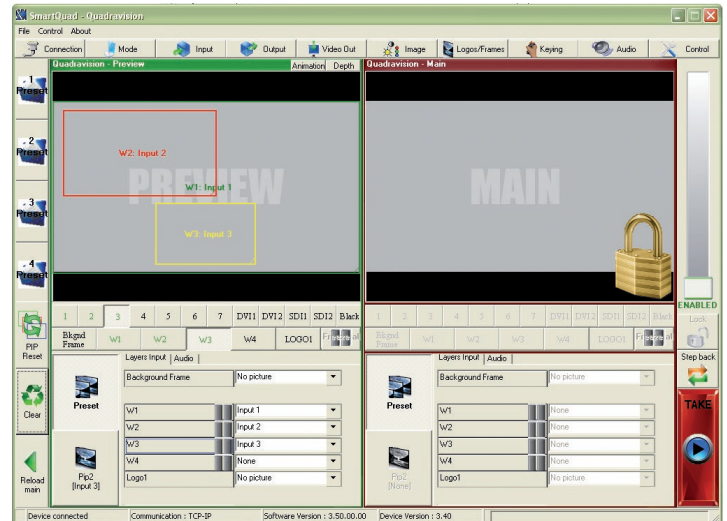 SmartQuad - Quadravision
File Control About
Connection Mode Input Output Video Out Image Logos/Frames Keying Audio Control
Quadravision - Preview Animation Depth
Quadravision - Main
1
Preset
2
Preset
3
Preset
4
Preset
PIP
Reset
Clear
Reload
main
W2: Input 2
PREVIEW
W1: Input 1
W3: Input 3
MAIN
1 2 3 4 5 6 7 DVI1 DVI2 SDI1 SDI2 Black
Bkgnd
Frame W1 W2 W3 W4 LOGO1
Layers Input Audio
Preset
Background Frame No picture
W1 Input 1
W2 Input 2
W3 Input 3
W4 None
Logo1 No picture
Pip2
[Input 3]
1 2 3 4 5 6 7 DVI1 DVI2 SDI1 SDI2 Black
Bkgnd
Frame W1 W2 W3 W4 LOGO1
Layers Input Audio
Preset
Background Frame No picture
W1 None
W2 None
W3 None
W4 None
Logo1 No picture
Pip2
[None]
ENABLED
Lock
Step back
TAKE
Device connected Communication : TCP-IP Software Version : 3.50.00.00 Device Version : 3.40